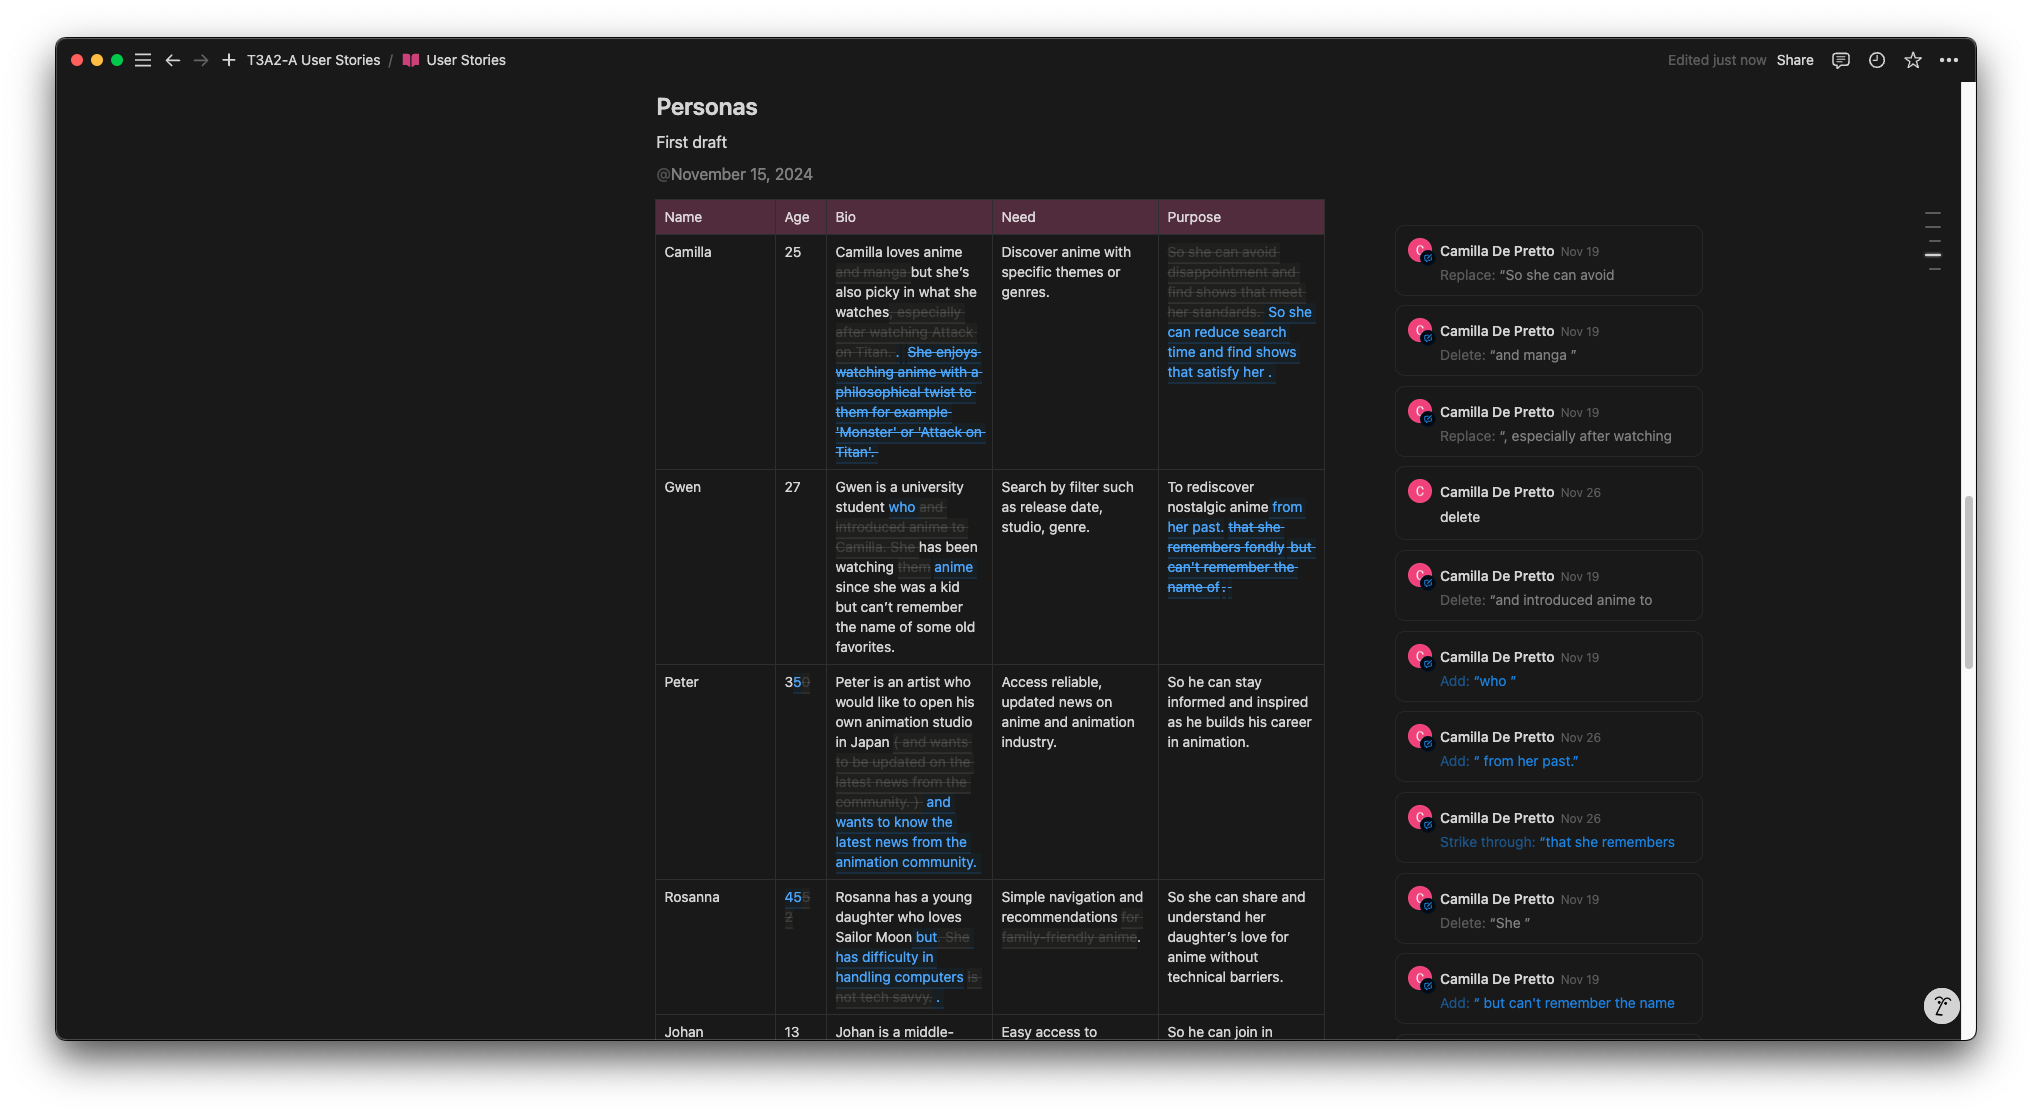 T3A2-A User Stories / User Stories
Edited just now Share
Personas
First draft
@November 15, 2024
Name Age Bio Need Purpose
Camilla
25
Camilla loves anime
and manga but she's
also picky in what she
watches, especially
after watching Attack
on Titan. . She enjoys
watching anime with a
philosophical twist to
them for example
'Monster' or 'Attack on
Titan'.
Discover anime with
specific themes or
genres.
So she can avoid
disappointment and
find shows that meet
her standards. So she
can reduce search
time and find shows
that satisfy her .
Gwen
27
Gwen is a university
student who and
introduced anime to
Camilla. She has been
watching them anime
since she was a kid
but can't remember
the name of some old
favorites.
Search by filter such
as release date,
studio, genre.
To rediscover
nostalgic anime from
her past. that she
remembers fondly but
can't remember the
name of .
Peter
350
Peter is an artist who
would like to open his
own animation studio
in Japan ( and wants
to be updated on the
latest news from the
community. ) and
wants to know the
latest news from the
animation community.
Access reliable,
updated news on
anime and animation
industry.
So he can stay
informed and inspired
as he builds his career
in animation.
Rosanna
456
2
Rosanna has a young
daughter who loves
Sailor Moon but. She
has difficulty in
handling computers is
not tech savvy. .
Simple navigation and
recommendations for
family-friendly anime.
So she can share and
understand her
daughter's love for
anime without
technical barriers.
Johan
13
Johan is a middle-
Easy access to
So he can join in
C Camilla De Pretto Nov 19
Replace: “So she can avoid
C Camilla De Pretto Nov 19
Delete: “and manga ”
C Camilla De Pretto Nov 19
Replace: “, especially after watching
C Camilla De Pretto Nov 26
delete
C Camilla De Pretto Nov 19
Delete: “and introduced anime to
C Camilla De Pretto Nov 19
Add: “who ”
C Camilla De Pretto Nov 26
Add: “ from her past.”
C Camilla De Pretto Nov 26
Strike through: “that she remembers
C Camilla De Pretto Nov 19
Delete: “She ”
C Camilla De Pretto Nov 19
Add: “ but can't remember the name